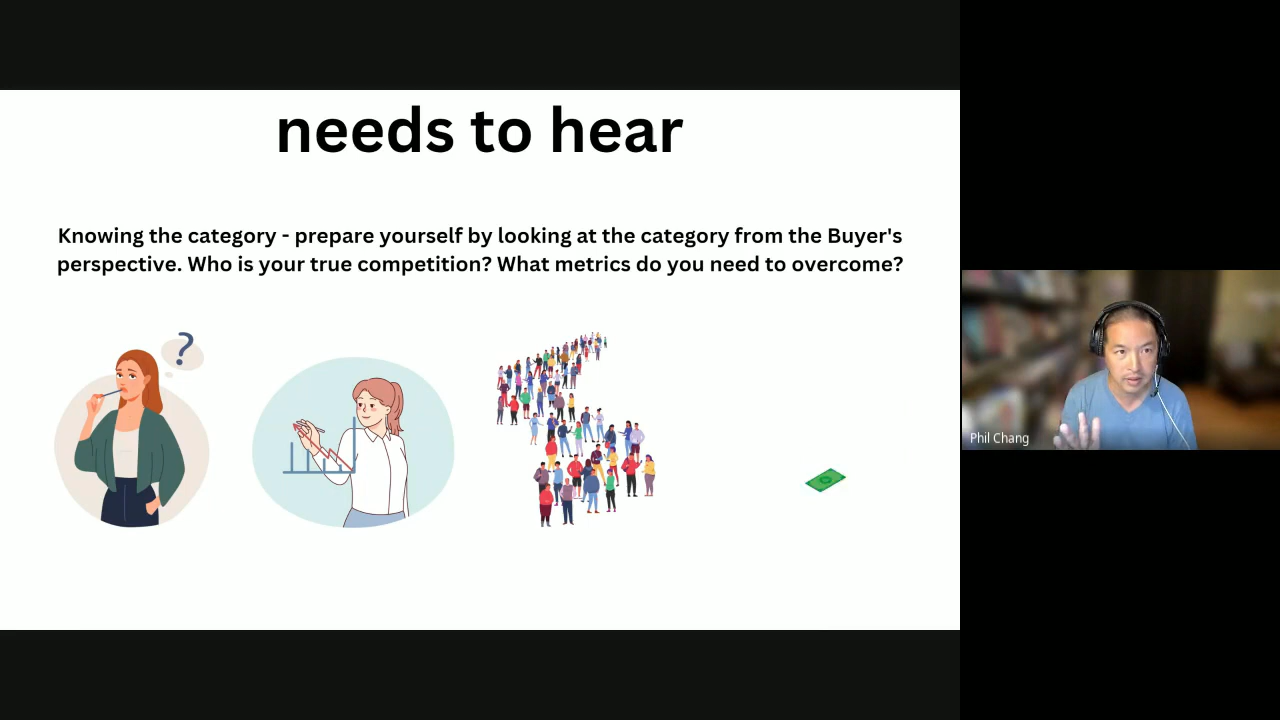 needs to hear
Knowing the category - prepare yourself by looking at the category from the Buyer's
perspective. Who is your true competition? What metrics do you need to overcome?
?
Phil Chang